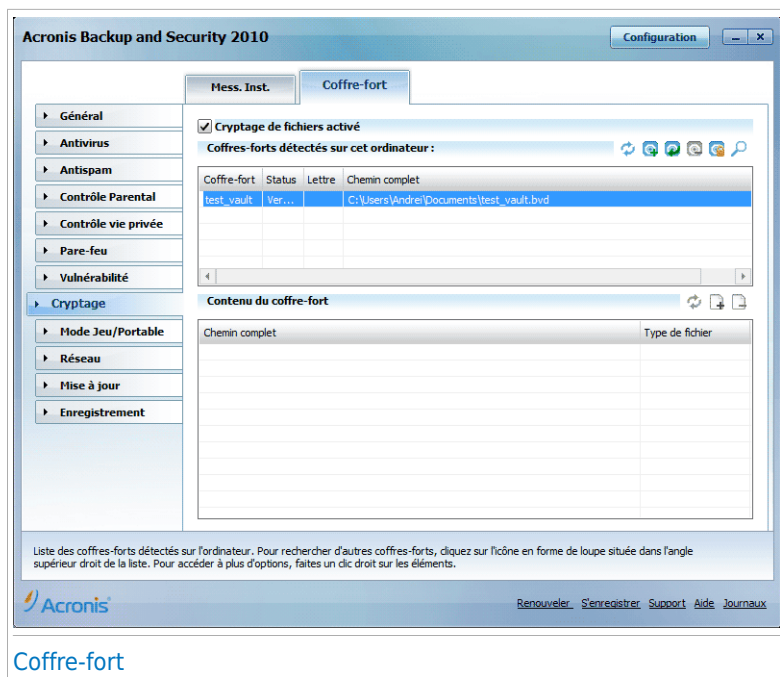 Acronis Backup and Security 2010
Configuration
Mess. Inst.
Coffre-fort
Général
Antivirus
Antispam
Contrôle Parental
Contrôle vie privée
Pare-feu
Vulnérabilité
Cryptage
Mode Jeu/Portable
Réseau
Mise à jour
Enregistrement
Cryptage de fichiers activé
Coffres-forts détectés sur cet ordinateur :
Coffre-fort Status Lettre Chemin complet
test_vault Ver... C:\Users\Andrei\Documents\test_vault.bvd
Contenu du coffre-fort
Chemin complet Type de fichier
Liste des coffres-forts détectés sur l'ordinateur. Pour rechercher d'autres coffres-forts, cliquez sur l'icône en forme de loupe située dans l'angle
supérieur droit de la liste. Pour accéder à plus d'options, faites un clic droit sur les éléments.
Acronis
Renouveler S'enregistrer Support Aide Journaux
Coffre-fort